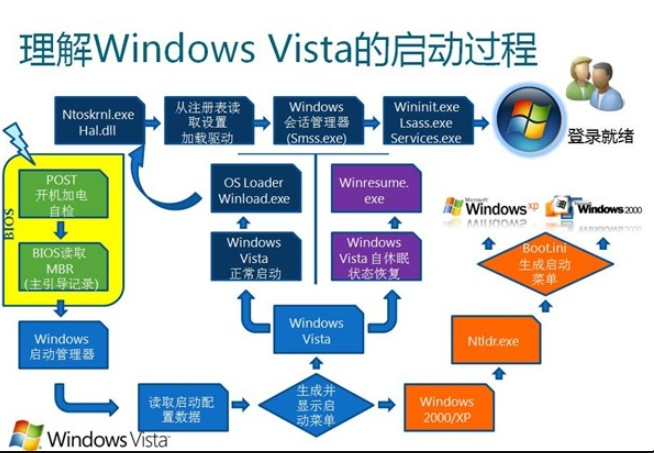 理解Windows Vista的启动过程
Ntoskrnl.exe
Hal.dll
从注册表读
取设置
加载驱动
Windows
会话管理器
(Smss.exe)
Wininit.exe
Lsass.exe
Services.exe
登录就绪
BIOS
POST
开机加电
自检
BIOS读取
MBR
(主引导记录)
Windows
启动管理器
读取启动配
置数据
生成并
显示启
动菜单
Windows
Vista
Windows
Vista
正常启动
OS Loader
Winload.exe
Windows
Vista 自休眠
状态恢复
Winresume.
exe
Windows
2000/XP
Ntldr.exe
Boot.ini
生成启动
菜单
Microsoft
Windows xp
Windows 2000
Windows Vista